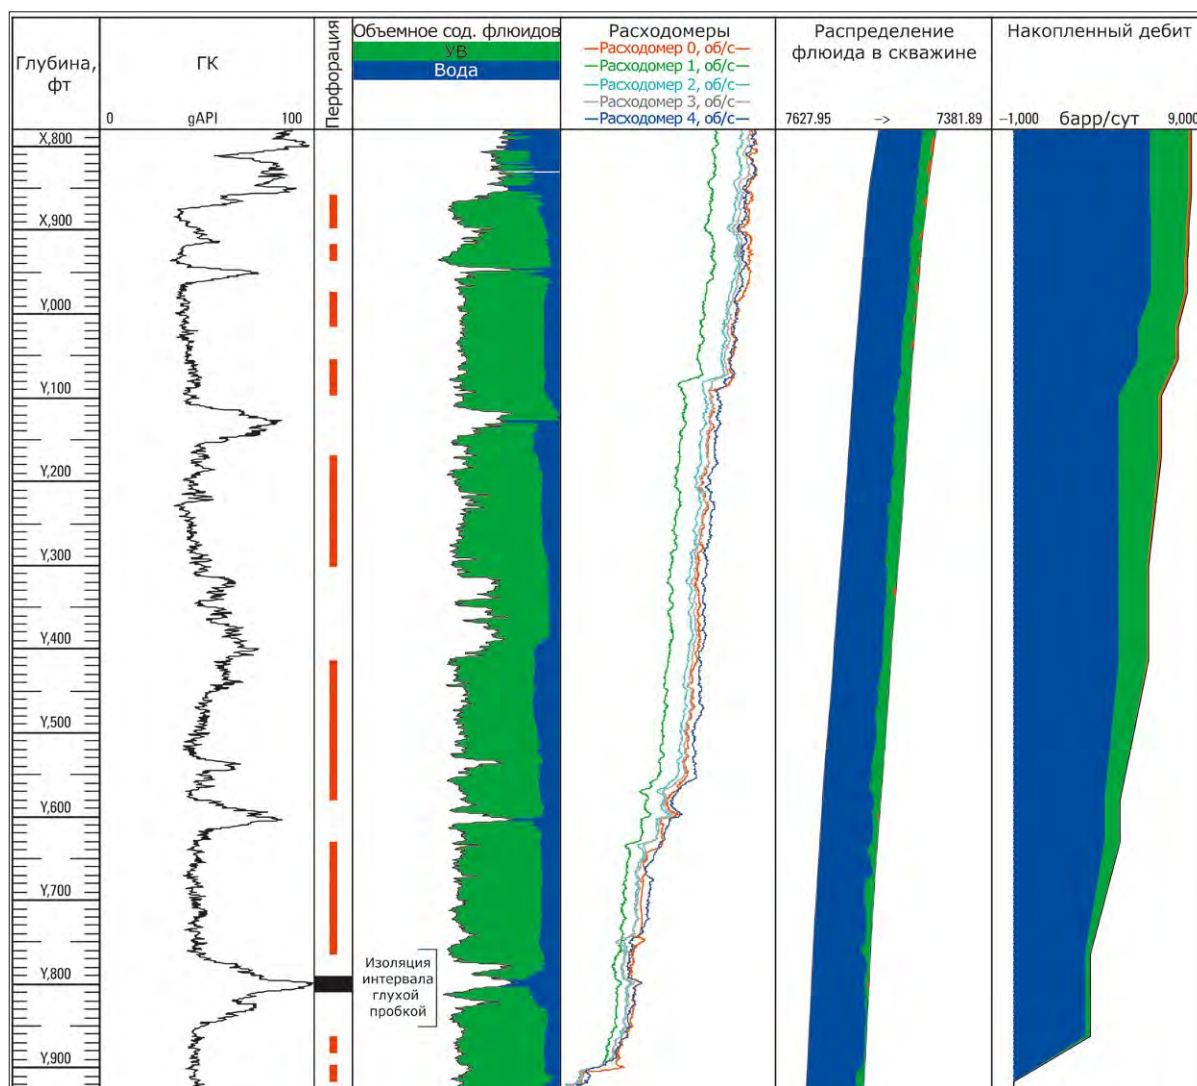 Глубина,
фт
ГК
0 gAPI 100
Перфорация
Объемное сод. флюидов
УВ
Вода
Расходомеры
Расходомер 0, об/с
Расходомер 1, об/с
Расходомер 2, об/с
Расходомер 3, об/с
Расходомер 4, об/с
Распределение
флюида в скважине
7627.95 –> 7381.89
Накопленный дебит
–1,000 барр/сут 9,000
X,800
X,900
Y,000
Y,100
Y,200
Y,300
Y,400
Y,500
Y,600
Y,700
Y,800
Y,900
Изоляция
интервала
глухой
пробкой